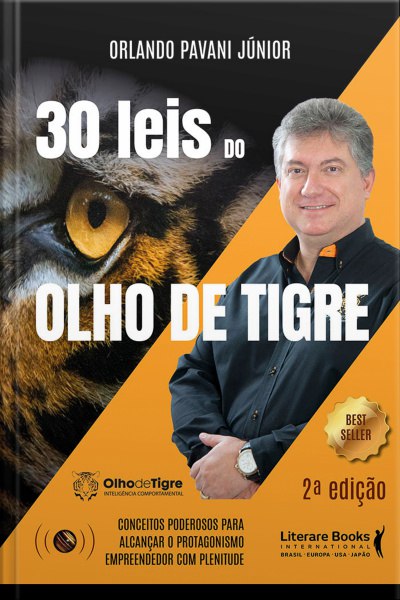 ORLANDO PAVANI JÚNIOR
30 leis DO
OLHO DE TIGRE
BEST
SELLER
2ª edição
OlhodeTigre
INTELIGÊNCIA COMPORTAMENTAL
CONCEITOS PODEROSOS PARA
ALCANÇAR O PROTAGONISMO
EMPREENDEDOR COM PLENITUDE
Literare Books
INTERNATIONAL
BRASIL · EUROPA · USA · JAPÃO